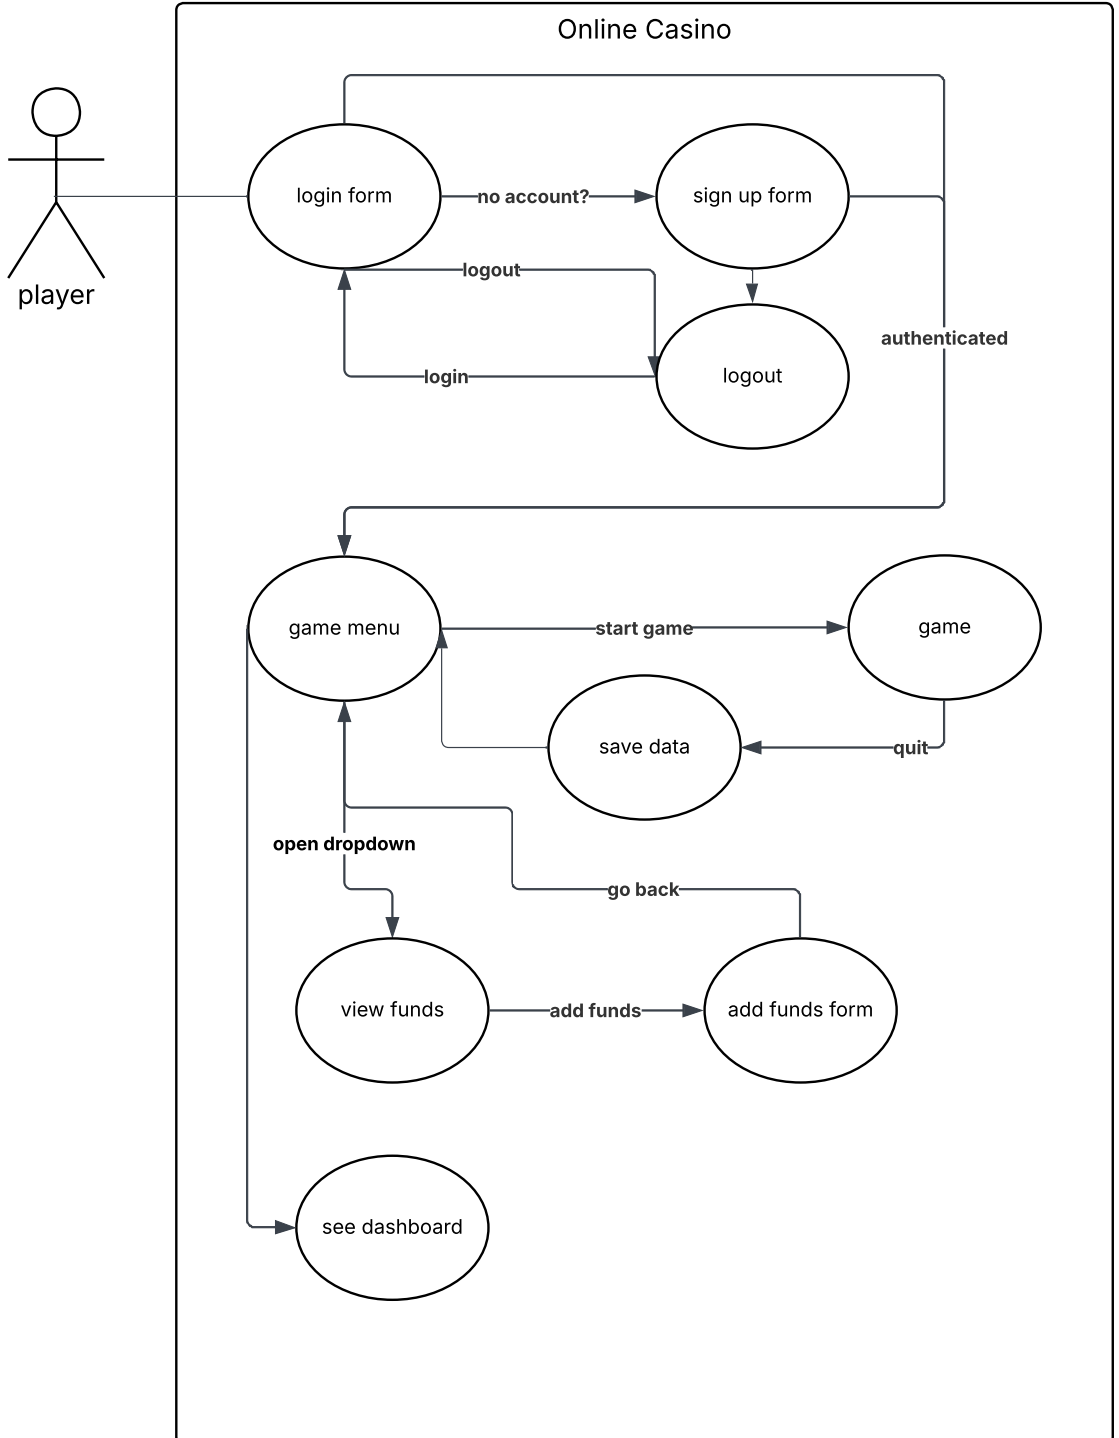 Online Casino
login form
no account?
sign up form
player
logout
authenticated
login
logout
game menu
start game
game
save data
quit
open dropdown
go back
view funds
add funds
add funds form
see dashboard